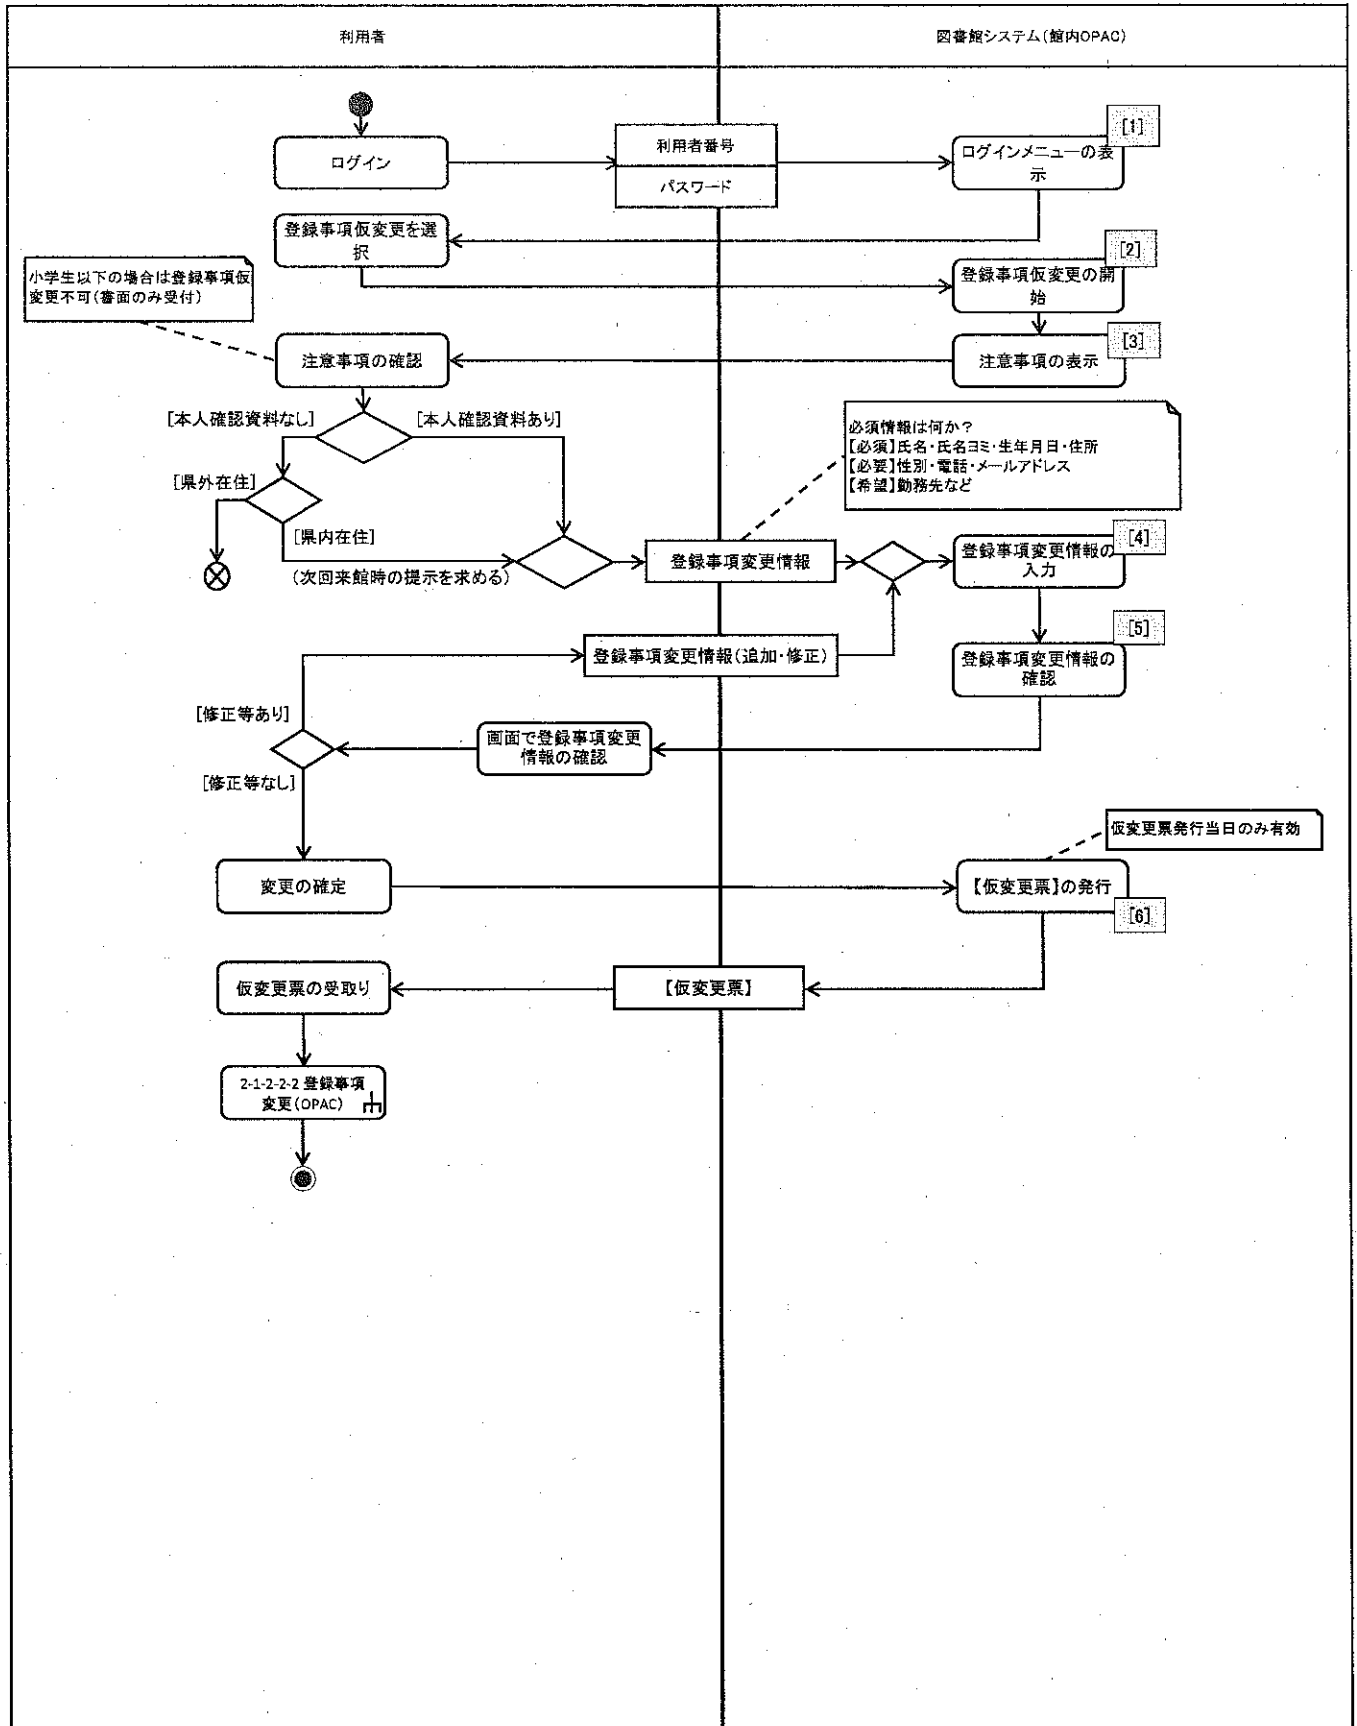 利用者
図書館システム(館内OPAC)
[1]
ログイン
利用者番号
パスワード
ログインメニューの表
示
登録事項仮変更を選
択
[2]
登録事項仮変更の開
始
小学生以下の場合は登録事項仮
変更不可(書面のみ受付)
[3]
注意事項の確認
注意事項の表示
[本人確認資料なし]
[本人確認資料あり]
必須情報は何か?
【必須】氏名・氏名ヨミ・生年月日・住所
【必要】性別・電話・メールアドレス
【希望】勤務先など
[県外在住]
[県内在住]
(次回来館時の提示を求める)
登録事項変更情報
[4]
登録事項変更情報の
入力
[5]
登録事項変更情報(追加・修正)
登録事項変更情報の
確認
[修正等あり]
画面で登録事項変更
情報の確認
[修正等なし]
仮変更票発行当日のみ有効
変更の確定
【仮変更票】の発行
[6]
仮変更票の受取り
【仮変更票】
2-1-2-2-2 登録事項
変更(OPAC)